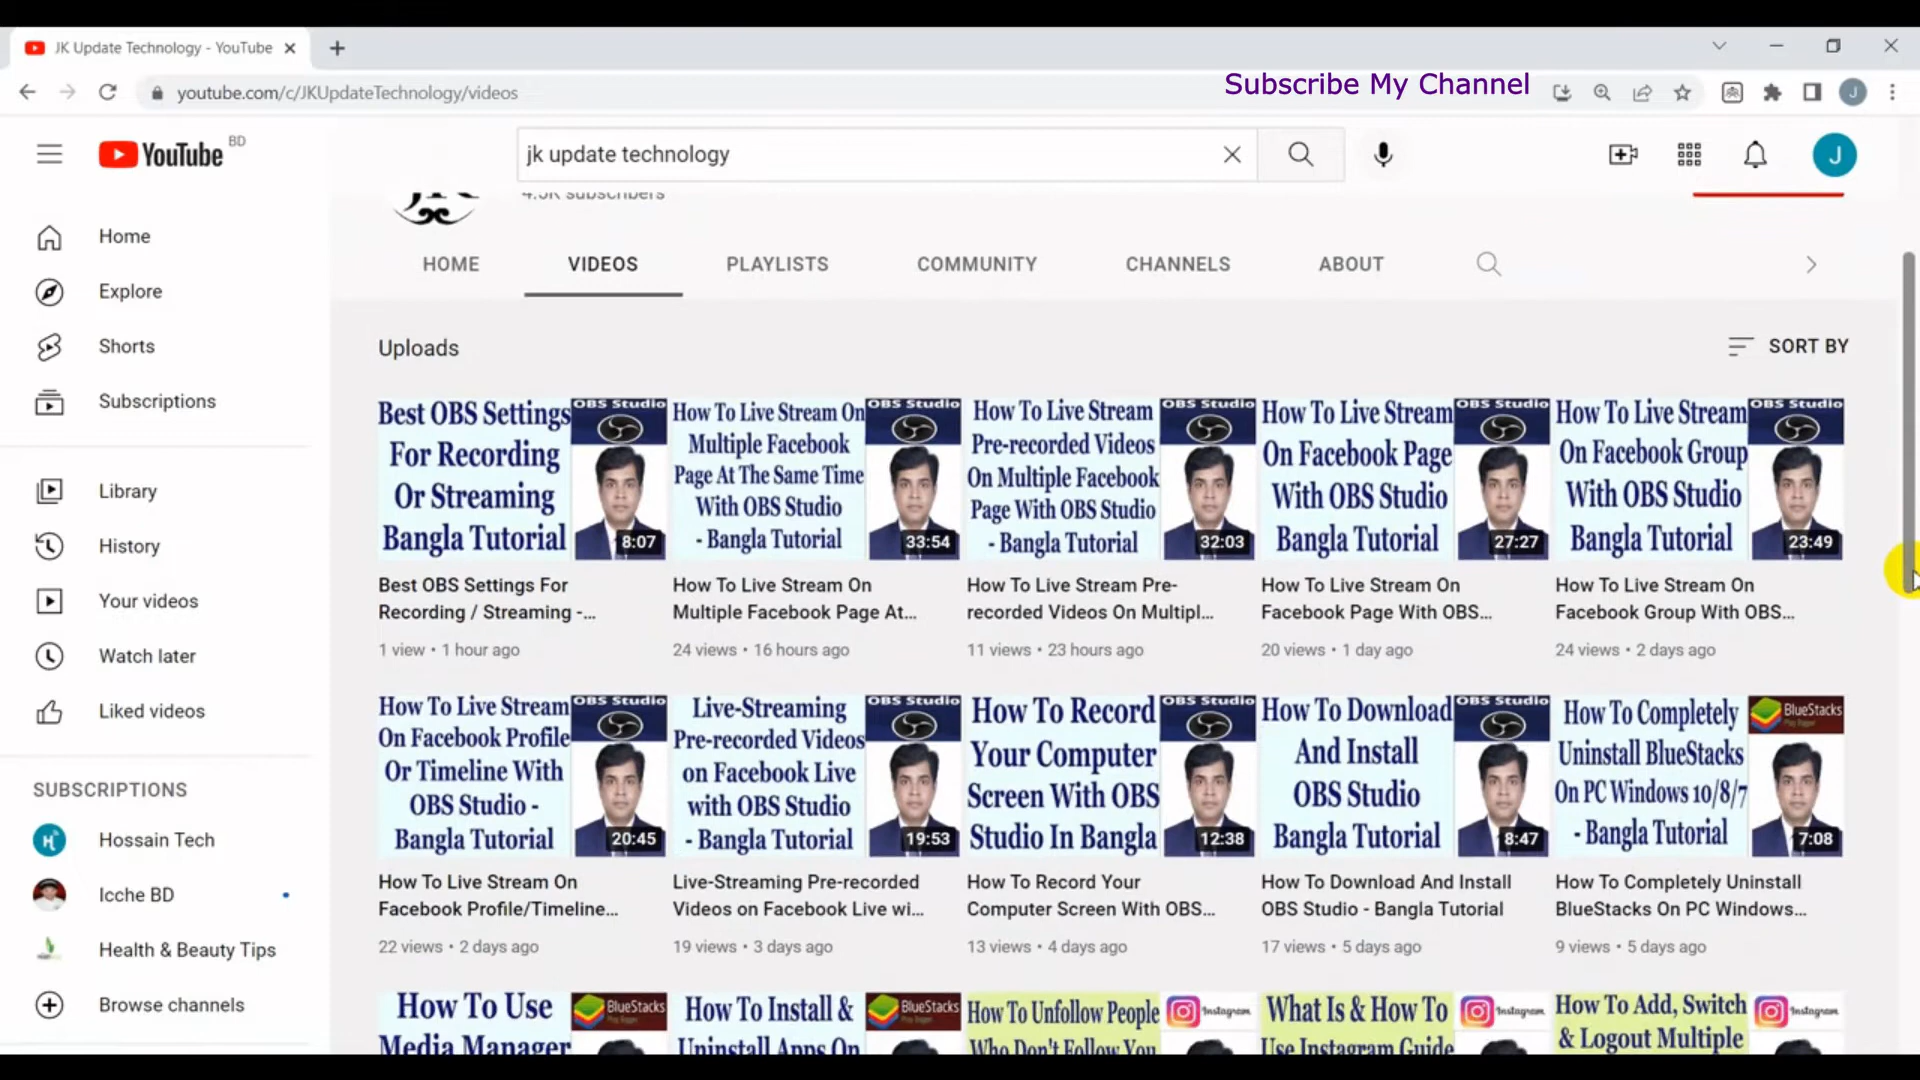 JK Update Technology - YouTube
youtube.com/c/JKUpdateTechnology/videos
Subscribe My Channel
J
YouTube BD
jk update technology
J
4.5K subscribers
HOME VIDEOS PLAYLISTS COMMUNITY CHANNELS ABOUT
Home
Explore
Shorts
Subscriptions
Library
History
Your videos
Watch later
Liked videos
SUBSCRIPTIONS
Hossain Tech
Icche BD
Health & Beauty Tips
Browse channels
Uploads
SORT BY
Best OBS Settings
For Recording
Or Streaming
Bangla Tutorial
OBS Studio
8:07
Best OBS Settings For
Recording / Streaming -...
1 view • 1 hour ago
How To Live Stream On
Multiple Facebook
Page At The Same Time
With OBS Studio
- Bangla Tutorial
OBS Studio
33:54
How To Live Stream On
Multiple Facebook Page At...
24 views • 16 hours ago
How To Live Stream
Pre-recorded Videos
On Multiple Facebook
Page With OBS Studio
- Bangla Tutorial
OBS Studio
32:03
How To Live Stream Pre-
recorded Videos On Multipl...
11 views • 23 hours ago
How To Live Stream
On Facebook Page
With OBS Studio
Bangla Tutorial
OBS Studio
27:27
How To Live Stream On
Facebook Page With OBS...
20 views • 1 day ago
How To Live Stream
On Facebook Group
With OBS Studio
Bangla Tutorial
OBS Studio
23:49
How To Live Stream On
Facebook Group With OBS...
24 views • 2 days ago
How To Live Stream
On Facebook Profile
Or Timeline With
OBS Studio -
Bangla Tutorial
OBS Studio
20:45
How To Live Stream On
Facebook Profile/Timeline...
22 views • 2 days ago
Live-Streaming
Pre-recorded Videos
on Facebook Live
with OBS Studio
- Bangla Tutorial
OBS Studio
19:53
Live-Streaming Pre-recorded
Videos on Facebook Live wi...
19 views • 3 days ago
How To Record
Your Computer
Screen With OBS
Studio In Bangla
OBS Studio
12:38
How To Record Your
Computer Screen With OBS...
13 views • 4 days ago
How To Download
And Install
OBS Studio
Bangla Tutorial
OBS Studio
8:47
How To Download And Install
OBS Studio - Bangla Tutorial
17 views • 5 days ago
How To Completely
Uninstall BlueStacks
On PC Windows 10/8/7
- Bangla Tutorial
BlueStacks
7:08
How To Completely Uninstall
BlueStacks On PC Windows...
9 views • 5 days ago
How To Use
Media Manager
BlueStacks
How To Install &
Uninstall Apps On
BlueStacks
How To Unfollow People
Who Don't Follow You
Instagram
What Is & How To
Use Instagram Guide
Instagram
How To Add, Switch
& Logout Multiple
Instagram